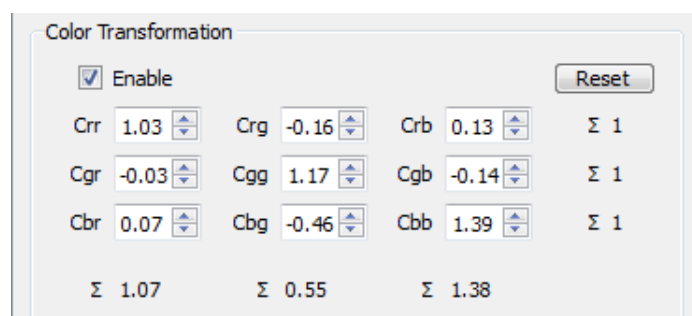 Color Transformation
Enable Reset
Crr 1.03 Crg -0.16 Crb 0.13 Σ 1
Cgr -0.03 Cgg 1.17 Cgb -0.14 Σ 1
Cbr 0.07 Cbg -0.46 Cbb 1.39 Σ 1
Σ 1.07 Σ 0.55 Σ 1.38